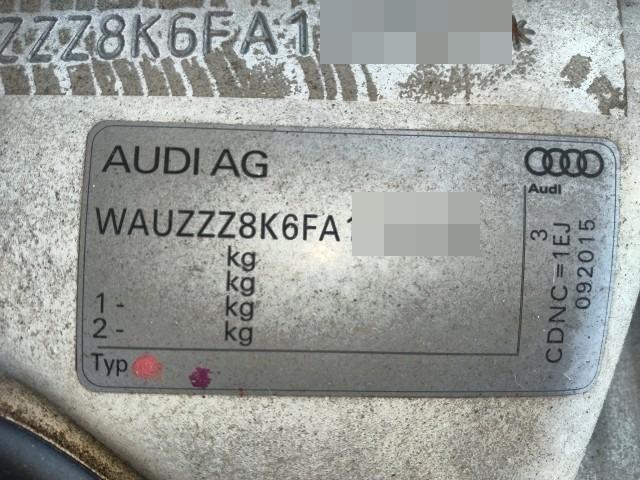 ZZZ8K6FA1
AUDI AG
Audi
WAUZZZ8K6FA1
kg
kg
1 - kg
2 - kg
Typ
3
CDNC=1EJ
092015